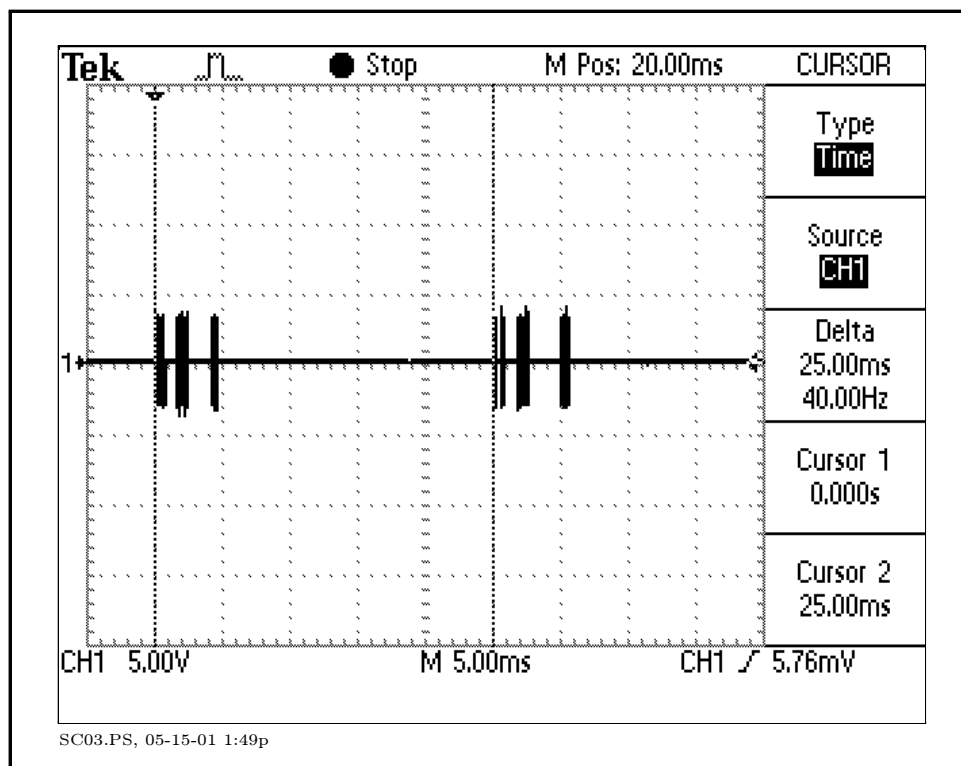 Tek Stop M Pos: 20.00ms CURSOR
Type
Time
Source
CH1
Delta
25.00ms
40.00Hz
Cursor 1
0.000s
Cursor 2
25.00ms
1
CH1 5.00V M 5.00ms CH1 5.76mV
SC03.PS, 05-15-01 1:49p